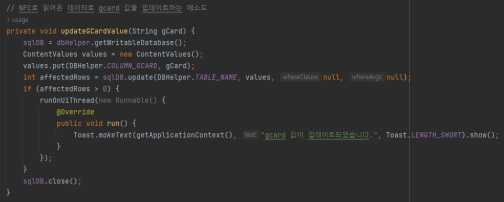 // NFC로 읽어온 데이터로 gcard 값을 업데이트하는 메소드
1 usage
private void updateGCardValue(String gCard) {
sqlDB = dbHelper.getWritableDatabase();
ContentValues values = new ContentValues();
values.put(DBHelper.COLUMN_GCARD, gCard);
int affectedRows = sqlDB.update(DBHelper.TABLE_NAME, values, whereClause: null, whereArgs: null);
if (affectedRows > 0) {
runOnUiThread(new Runnable() {
@Override
public void run() {
Toast.makeText(getApplicationContext(), text: "gcard 값이 업데이트되었습니다.", Toast.LENGTH_SHORT).show();
}
});
}
sqlDB.close();
}